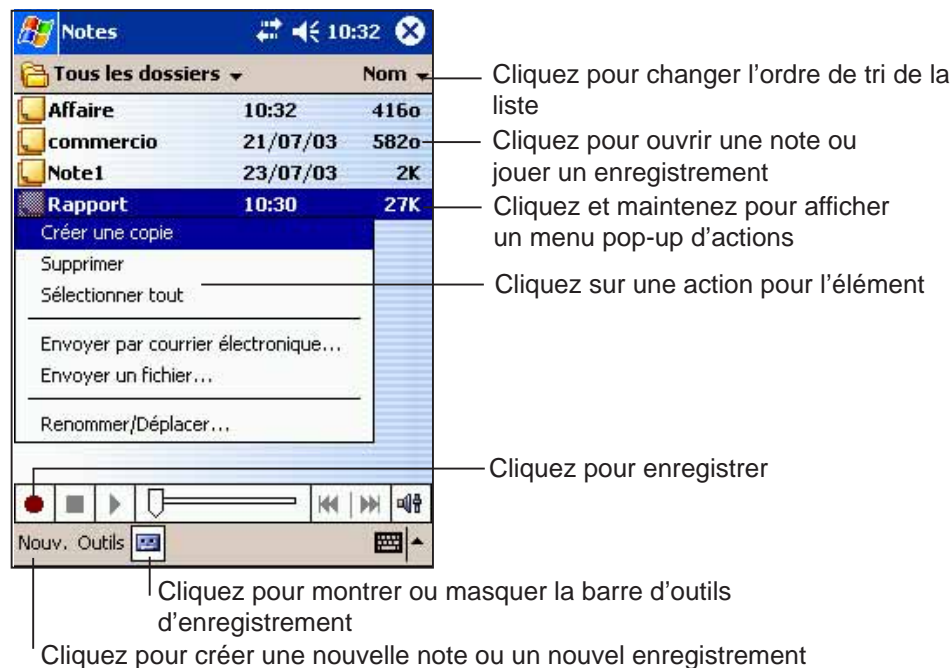 Notes 10:32
Tous les dossiers Nom
Affaire 10:32 416o
commercio 21/07/03 582o
Note1 23/07/03 2K
Rapport 10:30 27K
Créer une copie
Supprimer
Sélectionner tout
Envoyer par courrier électronique...
Envoyer un fichier...
Renommer/Déplacer...
Nouv. Outils
Cliquez pour changer l’ordre de tri de la
liste
Cliquez pour ouvrir une note ou
jouer un enregistrement
Cliquez et maintenez pour afficher
un menu pop-up d’actions
Cliquez sur une action pour l’élément
Cliquez pour enregistrer
Cliquez pour montrer ou masquer la barre d’outils
d’enregistrement
Cliquez pour créer une nouvelle note ou un nouvel enregistrement